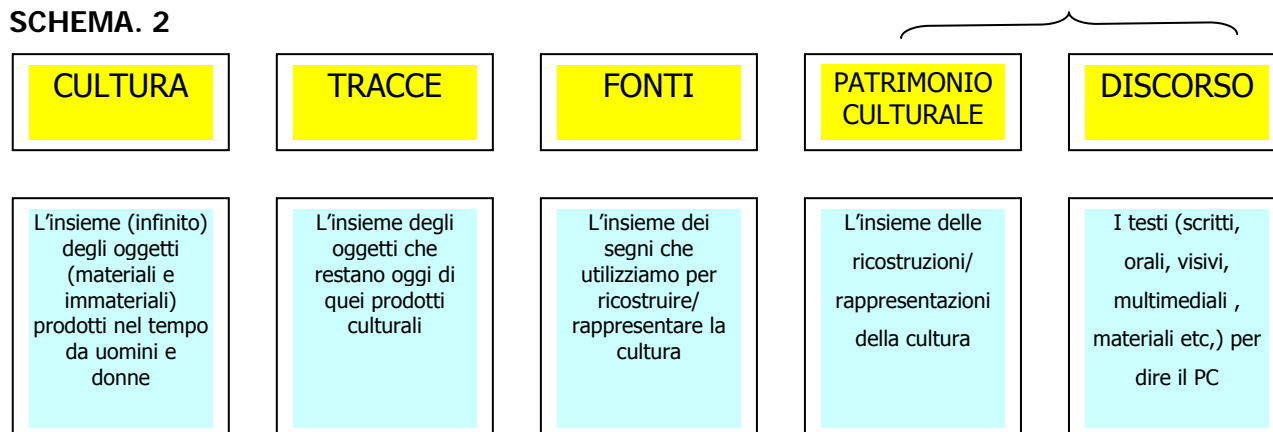 SCHEMA. 2
CULTURA
TRACCE
FONTI
PATRIMONIO
CULTURALE
DISCORSO
L’insieme (infinito)
degli oggetti
(materiali e
immateriali)
prodotti nel tempo
da uomini e
donne
L’insieme degli
oggetti che
restano oggi di
quei prodotti
culturali
L’insieme dei
segni che
utilizziamo per
ricostruire/
rappresentare la
cultura
L’insieme delle
ricostruzioni/
rappresentazioni
della cultura
I testi (scritti,
orali, visivi,
multimediali ,
materiali etc,) per
dire il PC